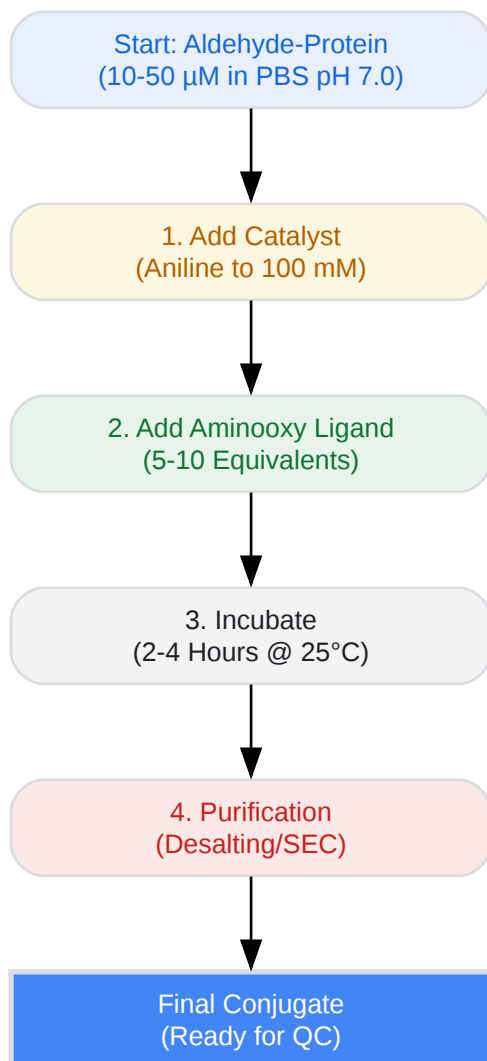 Start: Aldehyde-Protein
(10-50 µM in PBS pH 7.0)
1. Add Catalyst
(Aniline to 100 mM)
2. Add Aminooxy Ligand
(5-10 Equivalents)
3. Incubate
(2-4 Hours @ 25°C)
4. Purification
(Desalting/SEC)
Final Conjugate
(Ready for QC)